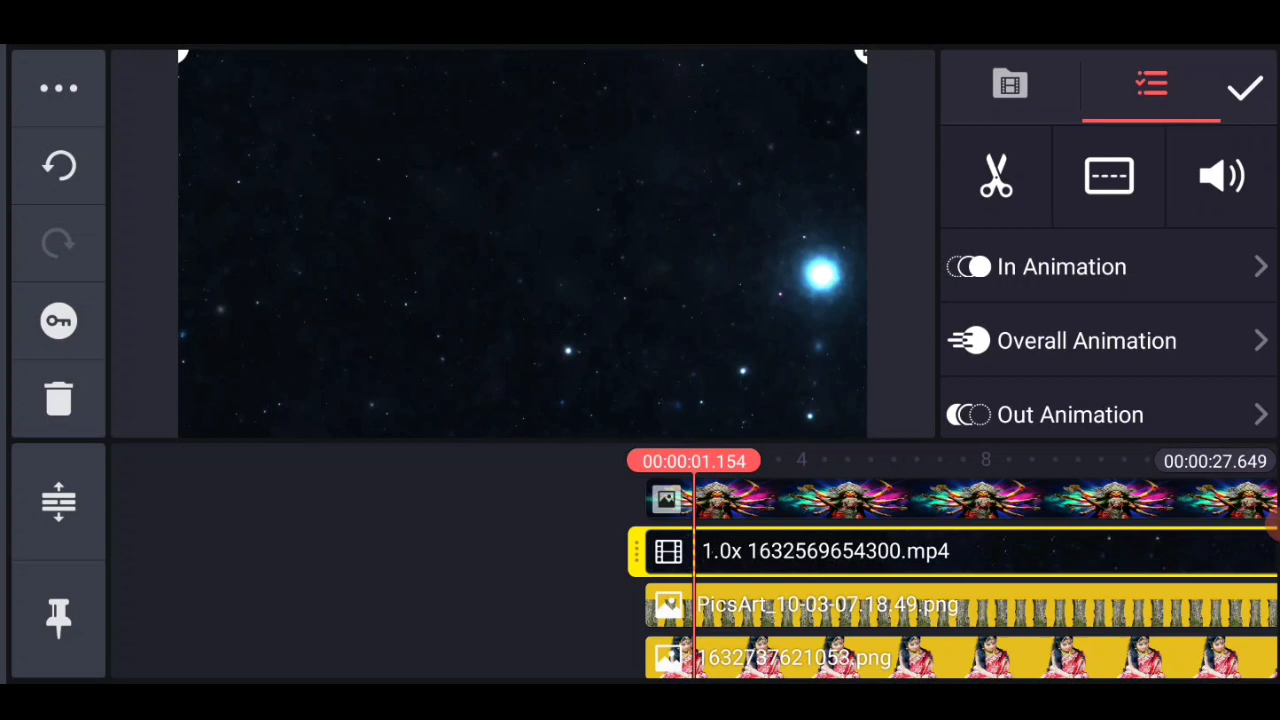 In Animation
Overall Animation
Out Animation
00:00:01.154
4
8
00:00:27.649
1.0x 1632569654300.mp4
PicsArt_10-03-07.18.49.png
1632737621053.png